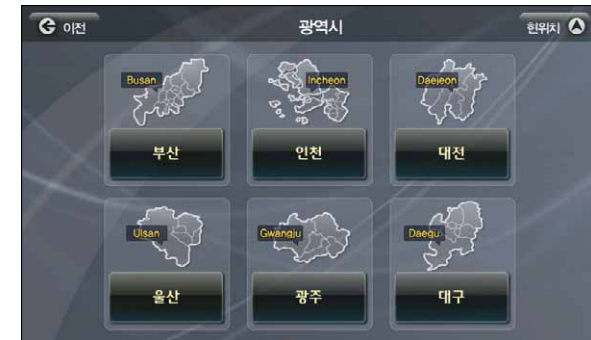 이전
광역시
현위치
Busan
Incheon
Daejeon
부산
인천
대전
Ulsan
Gwangju
Daegu
울산
광주
대구